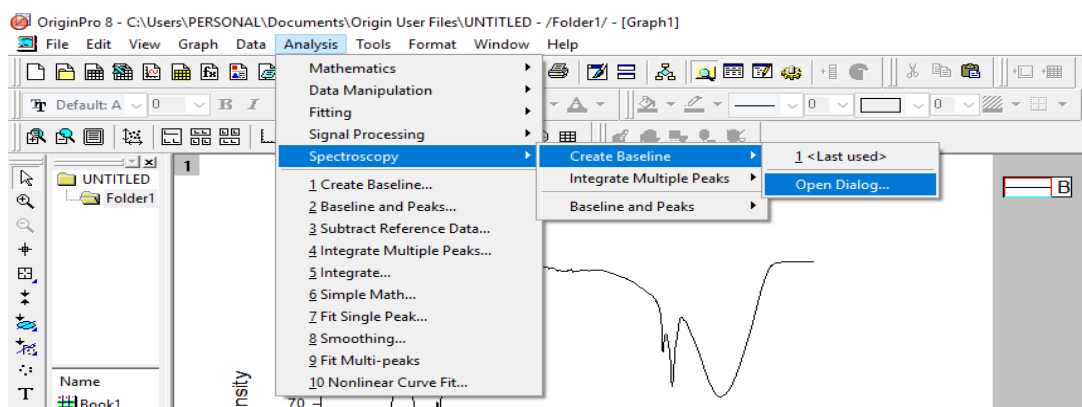 OriginPro 8 - C:\Users\PERSONAL\Documents\Origin User Files\UNTITLED - /Folder1/ - [Graph1]
File Edit View Graph Data Analysis Tools Format Window Help
Default: A 0 B I 0 0
Mathematics
Data Manipulation
Fitting
Signal Processing
Spectroscopy
1 Create Baseline...
2 Baseline and Peaks...
3 Subtract Reference Data...
4 Integrate Multiple Peaks...
5 Integrate...
6 Simple Math...
7 Fit Single Peak...
8 Smoothing...
9 Fit Multi-peaks
10 Nonlinear Curve Fit...
Create Baseline
Integrate Multiple Peaks
Baseline and Peaks
1 <Last used>
Open Dialog...
UNTITLED
Folder1
1
B
T
Name
Book1
70